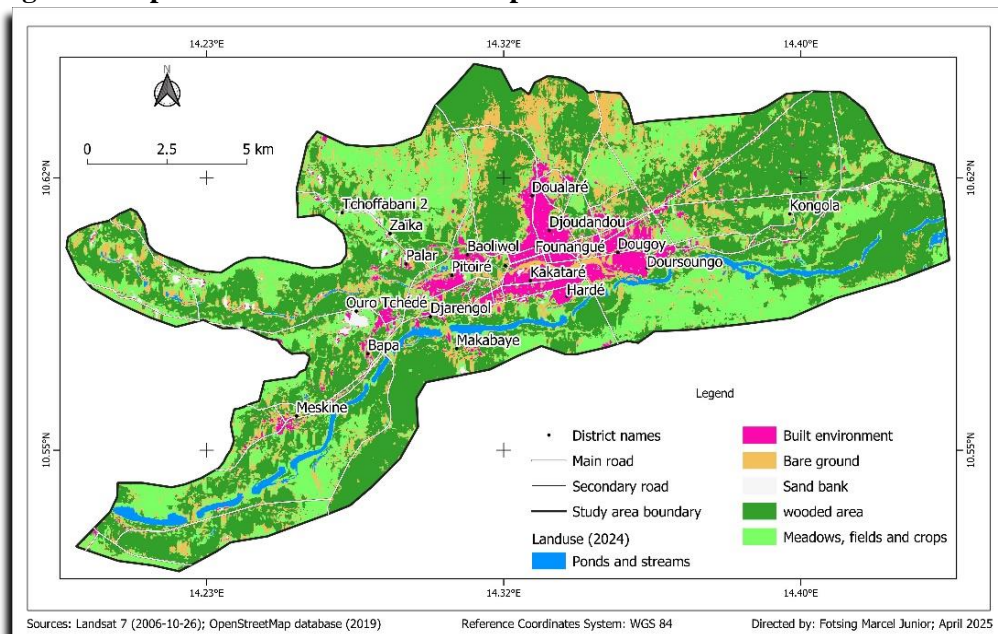 14.23°E 14.32°E 14.40°E
N
0 2.5 5 km
10.62°N 10.62°N
Doualaré
Tchoffabani 2
Kongola
Djoudandou
Zaïka
Baoliwol Founangué Dougoy
Palar
Doursoungo
Pitoiré
Kakataré
Hardé
Ouro Tchédé
Djarengol
Makabaye
Bapa
Meskine
10.55°N 10.55°N
Legend
District names
Main road
Secondary road
Study area boundary
Landuse (2024)
Ponds and streams
Built environment
Bare ground
Sand bank
wooded area
Meadows, fields and crops
14.23°E 14.32°E 14.40°E
Sources: Landsat 7 (2006-10-26); OpenStreetMap database (2019) Reference Coordinates System: WGS 84 Directed by: Fotsing Marcel Junior; April 2025